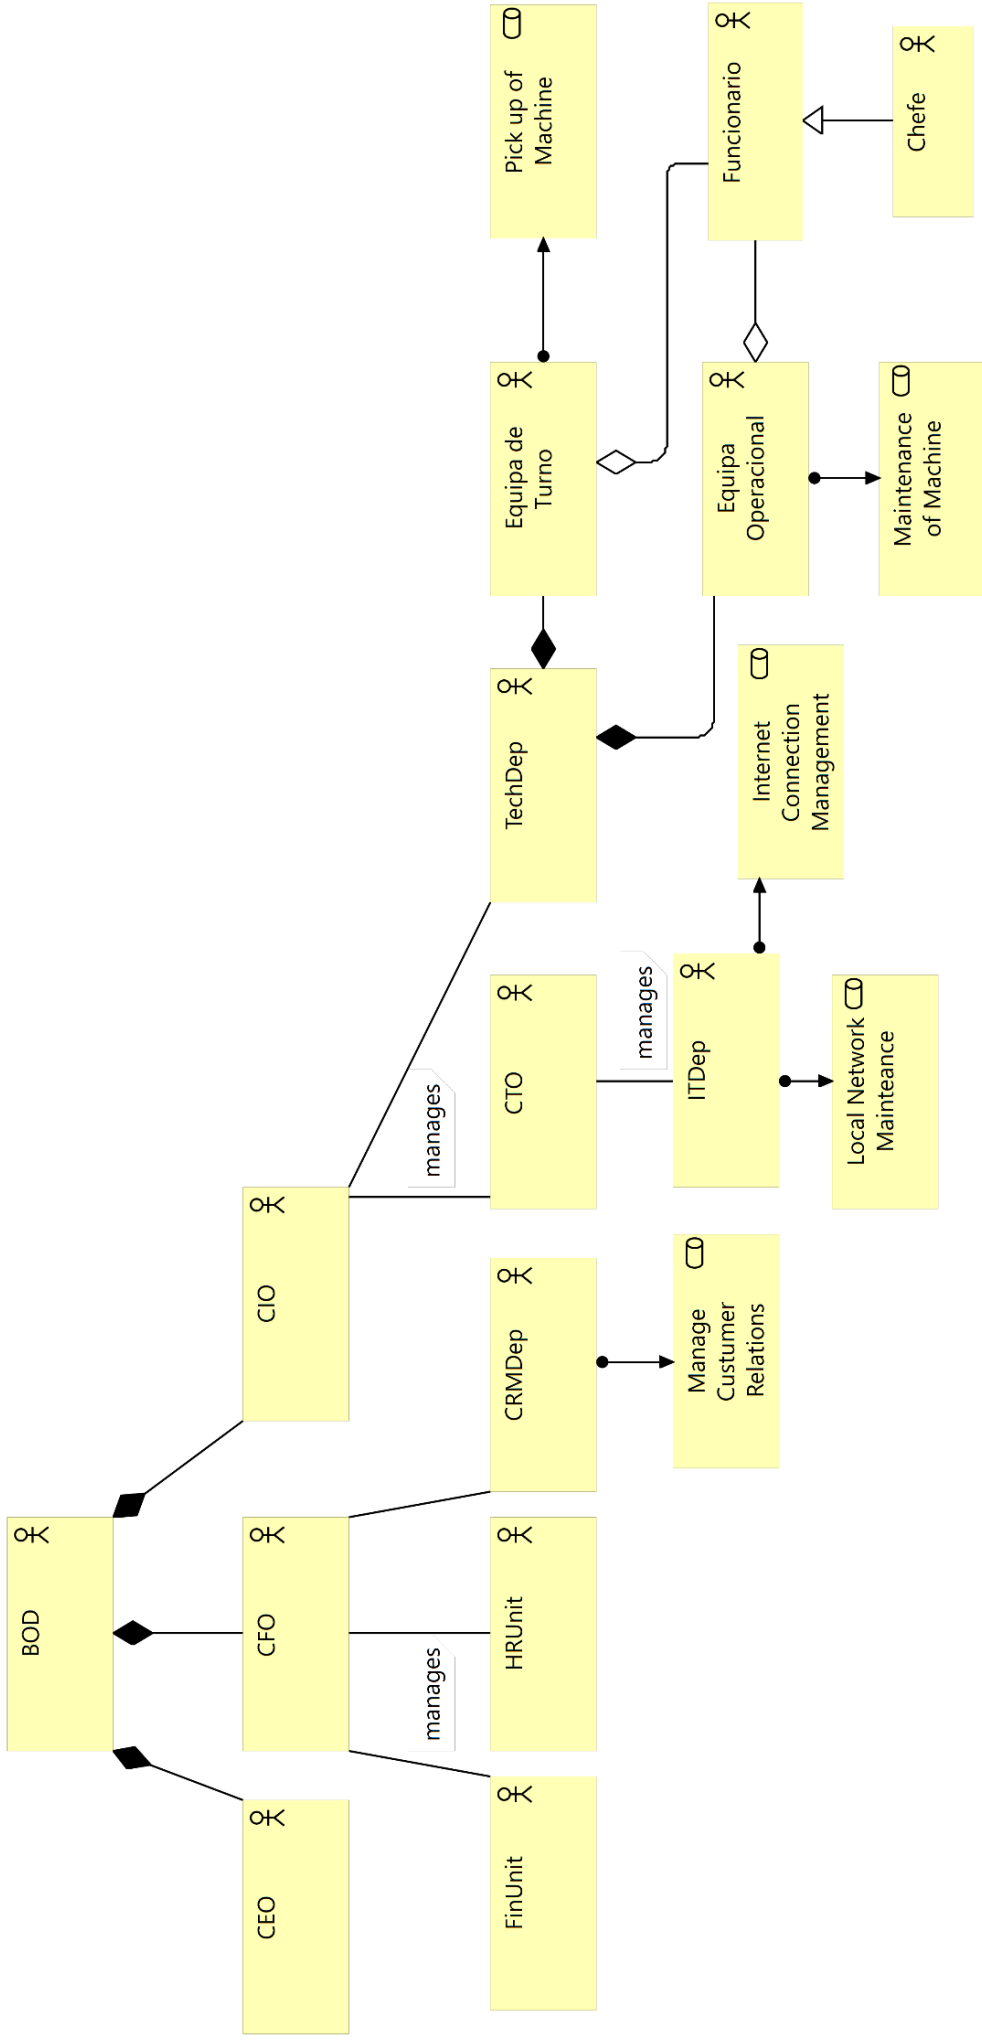 BOD
CEO
CFO
CIO
manages
manages
FinUnit
HRUnit
CRMDep
CTO
TechDep
Equipa de
Turno
Pick up of
Machine
manages
Manage
Custumer
Relations
ITDep
Internet
Connection
Management
Equipa
Operacional
Funcionario
Local Network
Mainteance
Maintenance
of Machine
Chefe